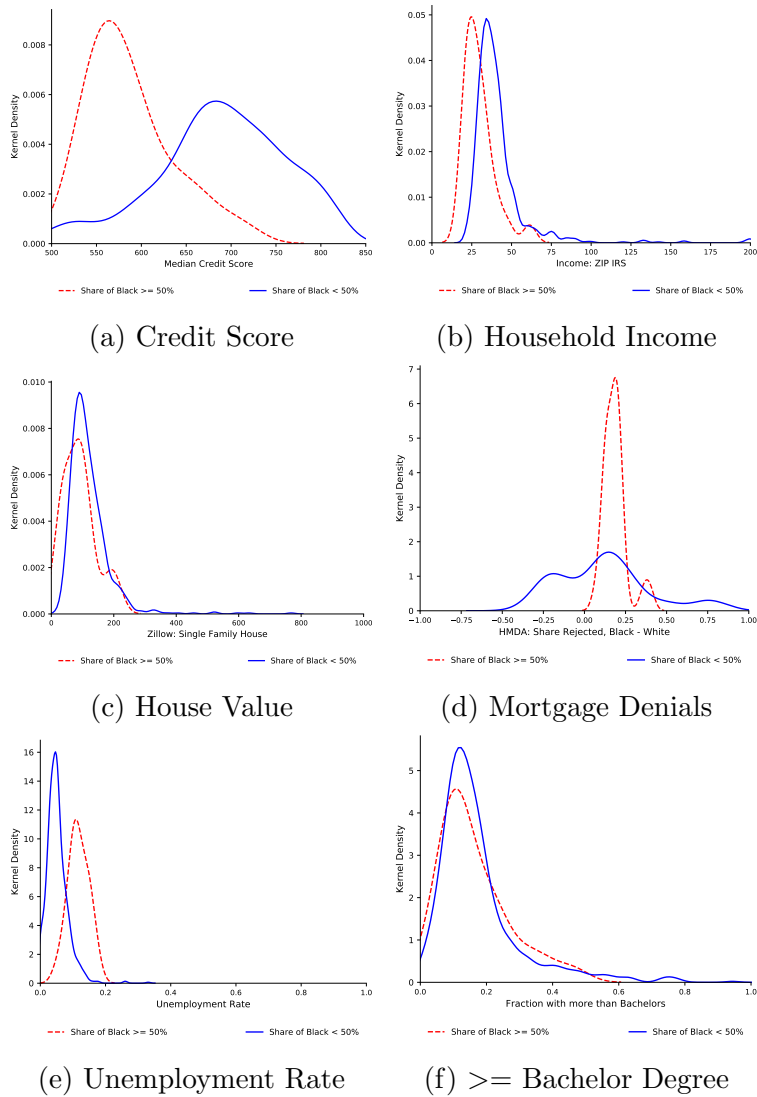 0.008
0.006
0.004
0.002
0.000
Kernel Density
500 550 600 650 700 750 800 850
Median Credit Score
Share of Black >= 50% Share of Black < 50%
(a) Credit Score
0.05
0.04
0.03
0.02
0.01
0.00
Kernel Density
0 25 50 75 100 125 150 175 200
Income: ZIP IRS
Share of Black >= 50% Share of Black < 50%
(b) Household Income
0.010
0.008
0.006
0.004
0.002
0.000
Kernel Density
0 200 400 600 800 1000
Zillow: Single Family House
Share of Black >= 50% Share of Black < 50%
(c) House Value
7
6
5
4
3
2
1
0
Kernel Density
−1.00 −0.75 −0.50 −0.25 0.00 0.25 0.50 0.75 1.00
HMDA: Share Rejected, Black - White
Share of Black >= 50% Share of Black < 50%
(d) Mortgage Denials
16
14
12
10
8
6
4
2
0
Kernel Density
0.0 0.2 0.4 0.6 0.8 1.0
Unemployment Rate
Share of Black >= 50% Share of Black < 50%
(e) Unemployment Rate
5
4
3
2
1
0
Kernel Density
0.0 0.2 0.4 0.6 0.8 1.0
Fraction with more than Bachelors
Share of Black >= 50% Share of Black < 50%
(f) >= Bachelor Degree